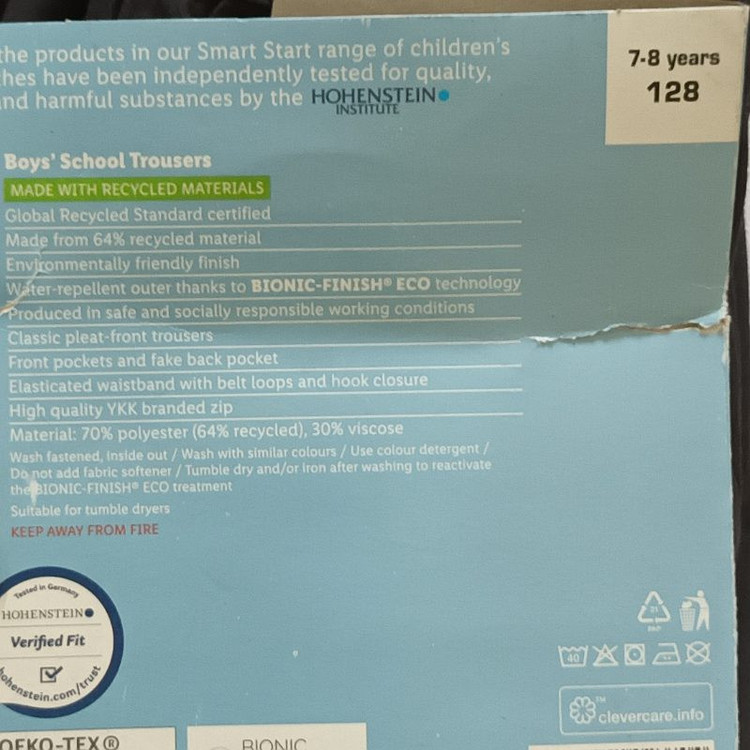 the products in our Smart Start range of children's
hes have been independently tested for quality,
nd harmful substances by the HOHENSTEIN
INSTITUTE
7-8 years
128
Boys' School Trousers
MADE WITH RECYCLED MATERIALS
Global Recycled Standard certified
Made from 64% recycled material
Environmentally friendly finish
Water-repellent outer thanks to BIONIC-FINISH® ECO technology
Produced in safe and socially responsible working conditions
Classic pleat-front trousers
Front pockets and fake back pocket
Elasticated waistband with belt loops and hook closure
High quality YKK branded zip
Material: 70% polyester (64% recycled), 30% viscose
Wash fastened, inside out / Wash with similar colours / Use colour detergent /
Do not add fabric softener / Tumble dry and/or iron after washing to reactivate
the BIONIC-FINISH® ECO treatment
Suitable for tumble dryers
KEEP AWAY FROM FIRE
Tested in Germany
HOHENSTEIN
Verified Fit
hohenstein.com/trust
21
PAP
40
clevercare.info
™
OEKO-TEX®
BIONIC